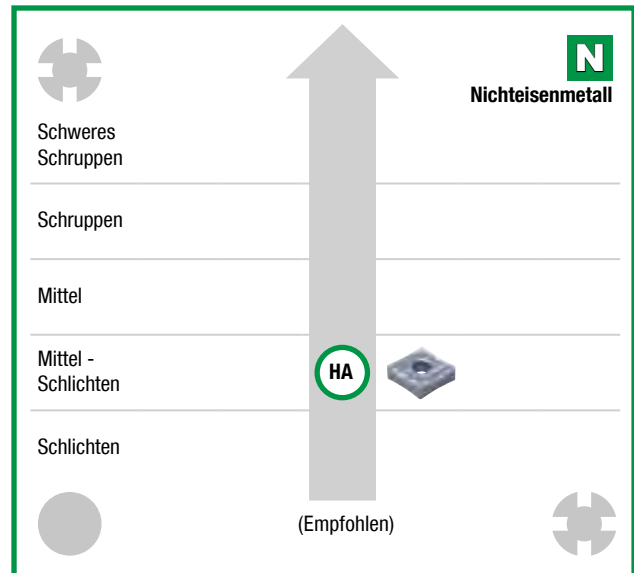 N
Nichteisenmetall
Schweres
Schruppen
Schruppen
Mittel
Mittel -
Schlichten
HA
Schlichten
(Empfohlen)